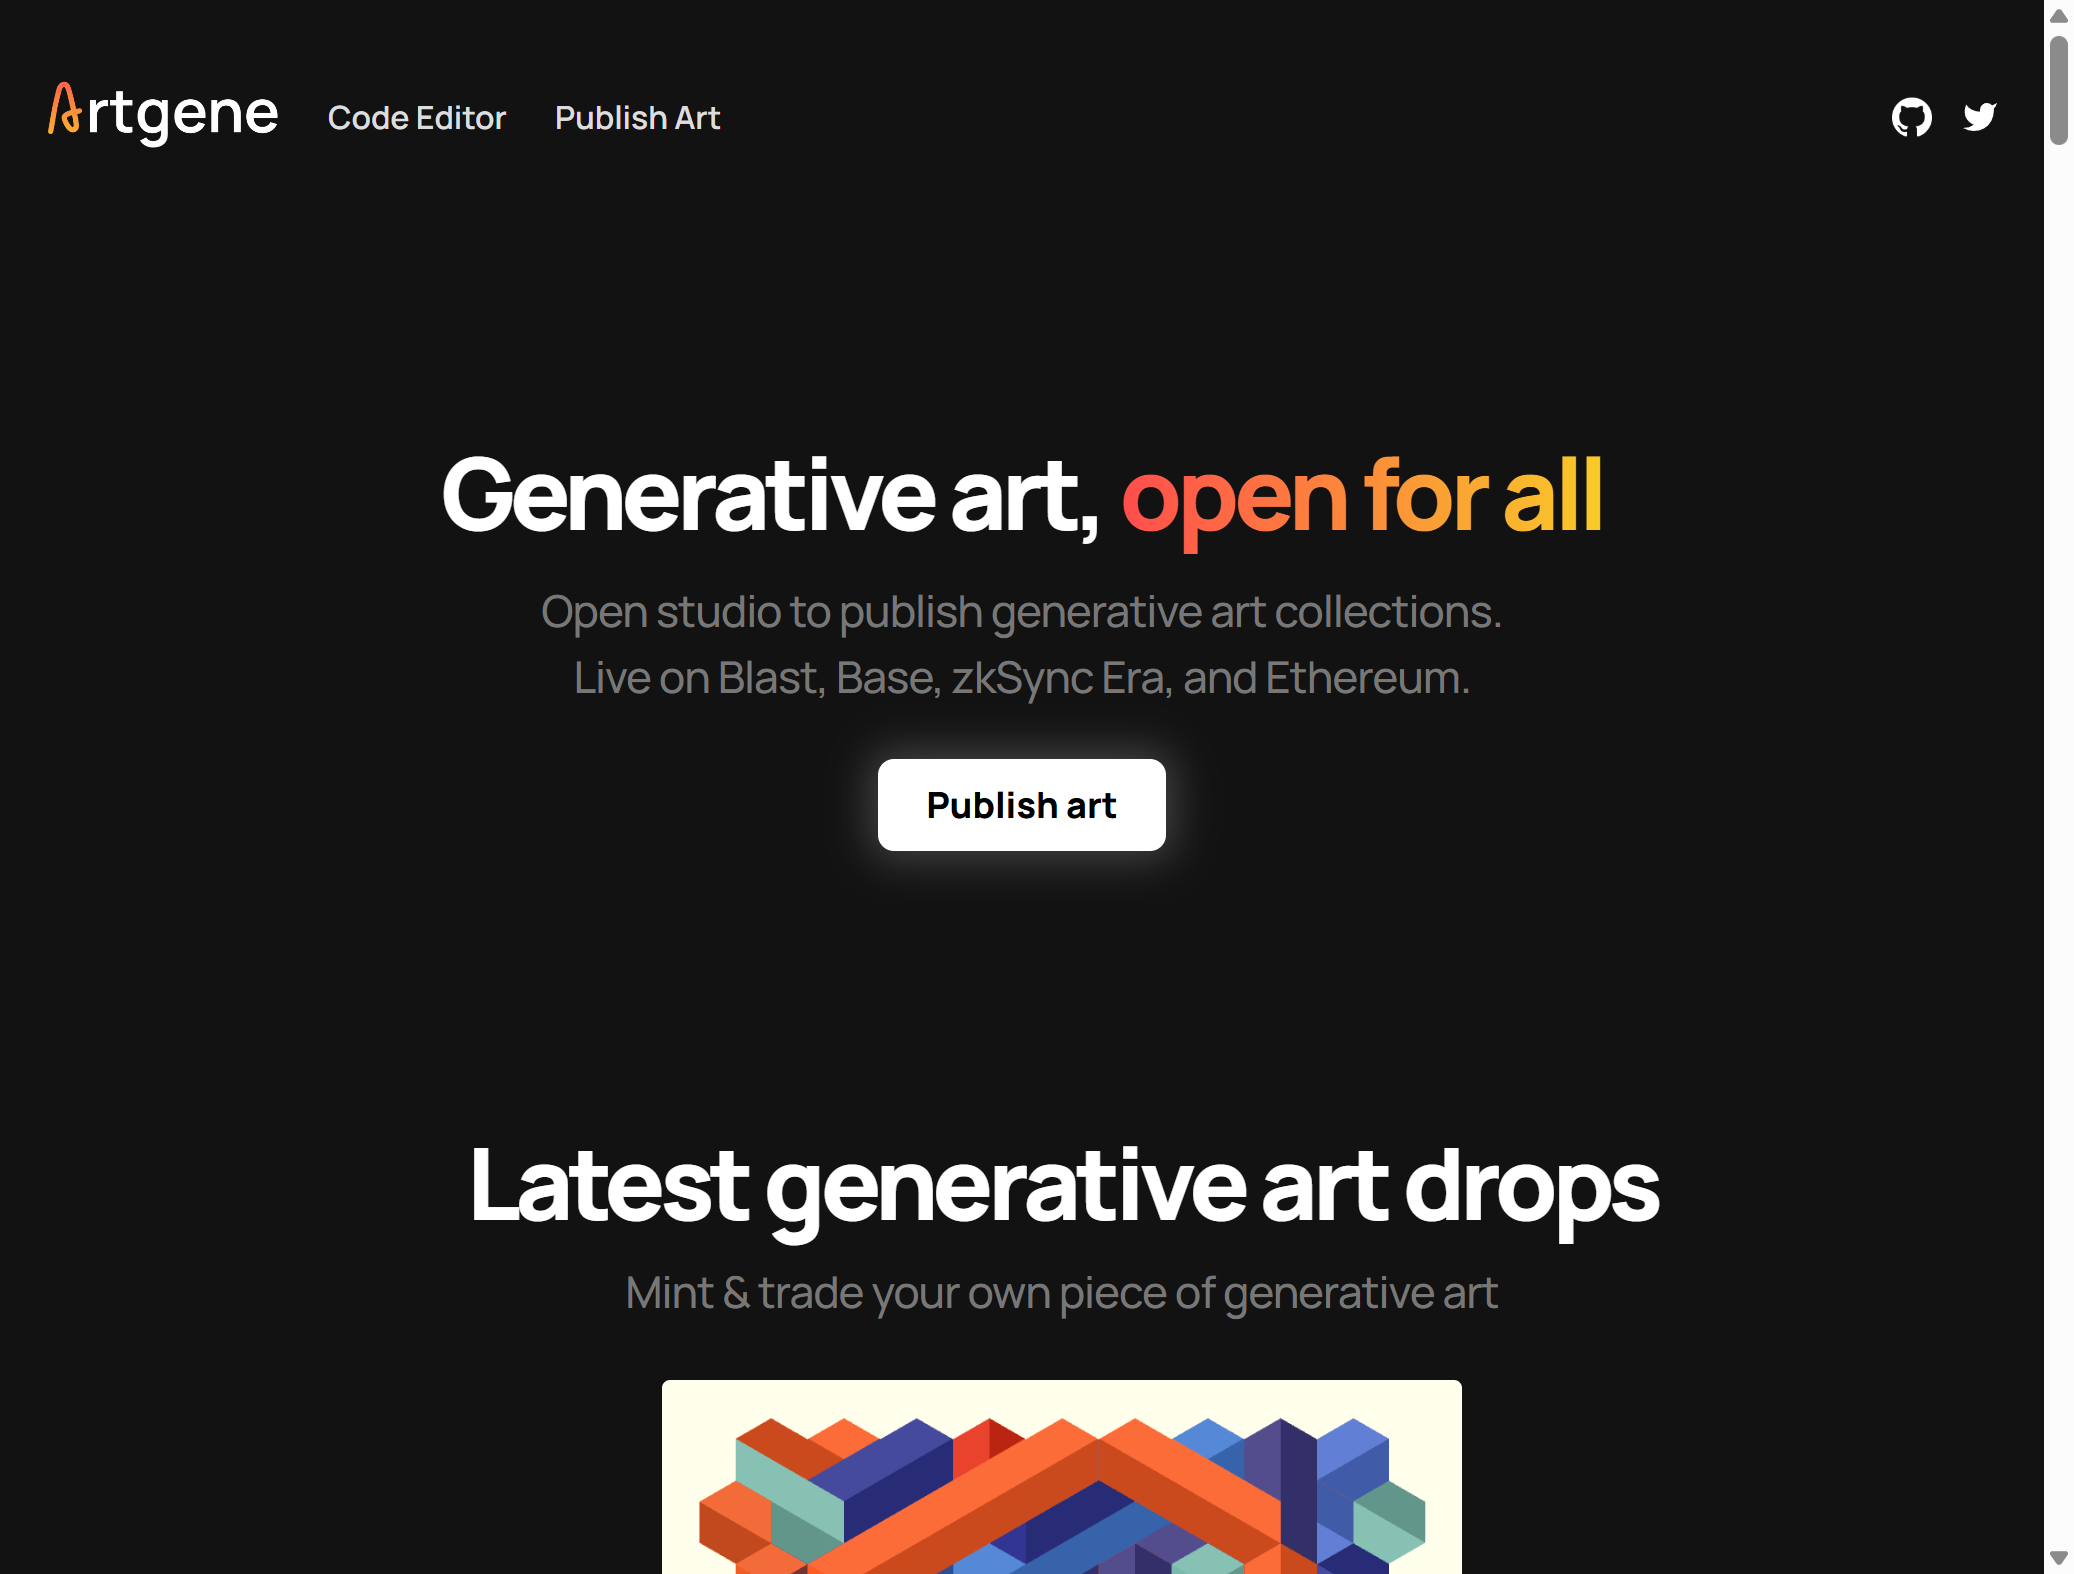 Artgene
Code Editor
Publish Art
Generative art, open for all
Open studio to publish generative art collections.
Live on Blast, Base, zkSync Era, and Ethereum.
Publish art
Latest generative art drops
Mint & trade your own piece of generative art